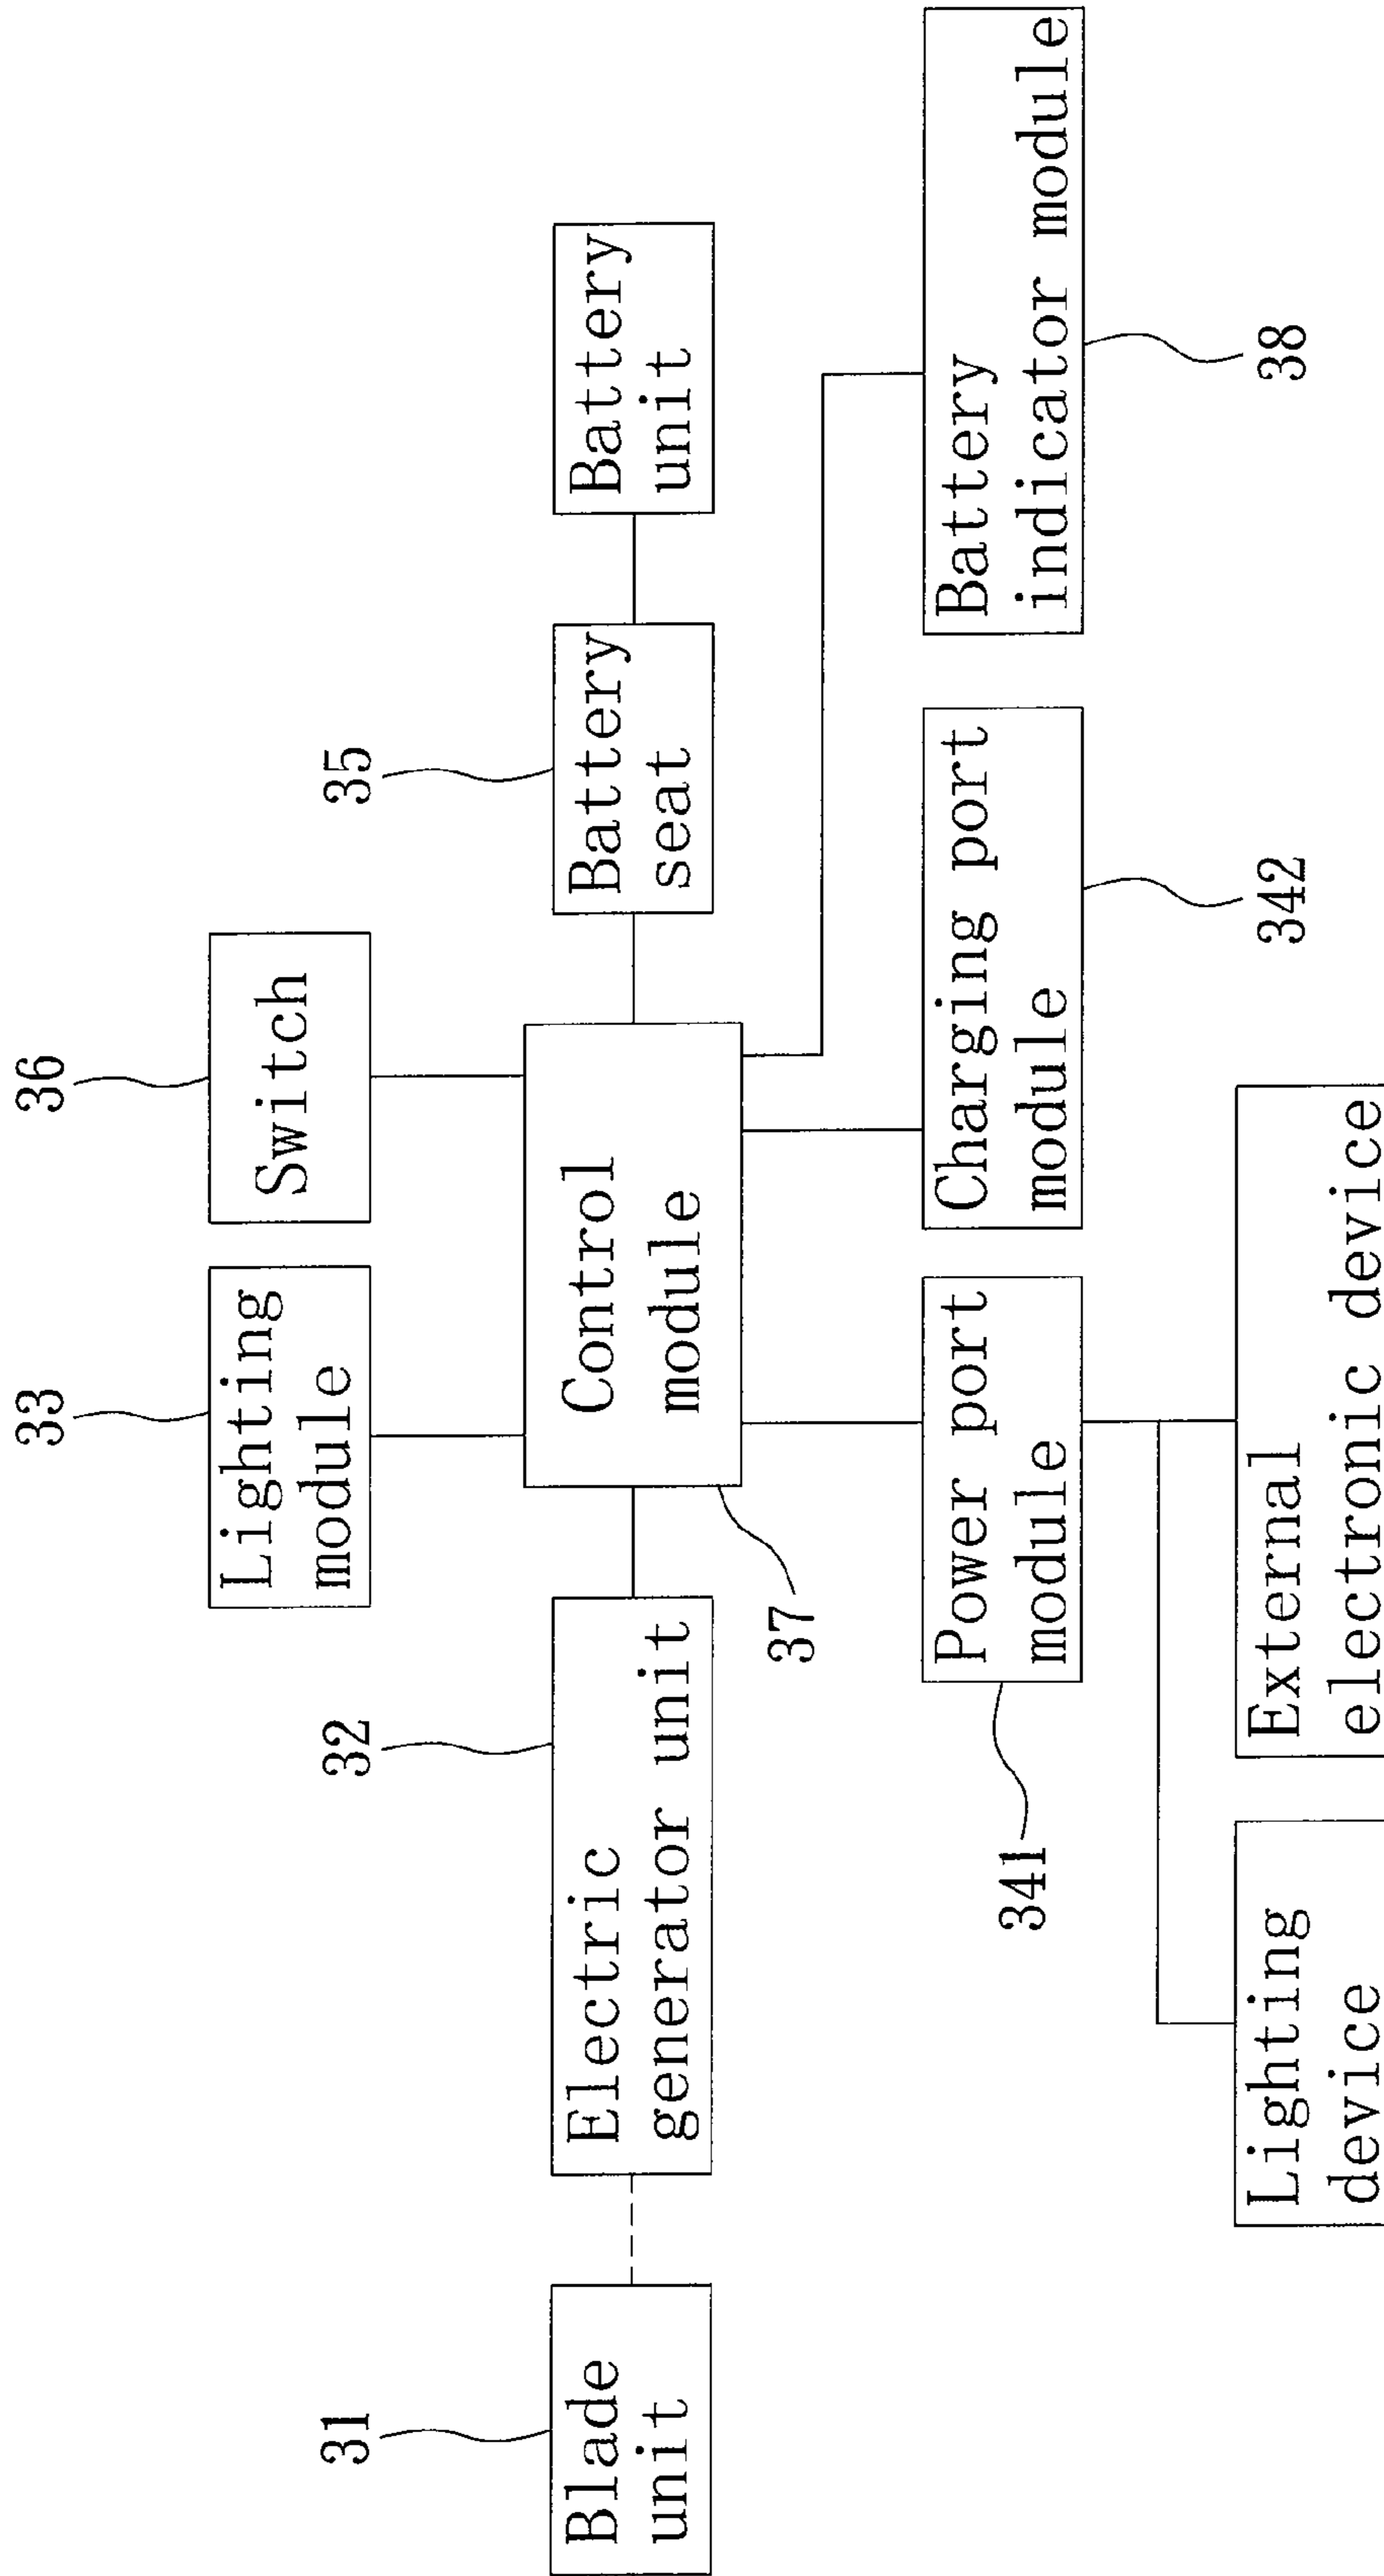 33
36
Lighting
module
Switch
31
32
35
Blade
unit
Electric
generator unit
Control
module
Battery
seat
Battery
unit
37
341
Power port
module
Charging port
module
Battery
indicator module
342
38
Lighting
device
External
electronic device